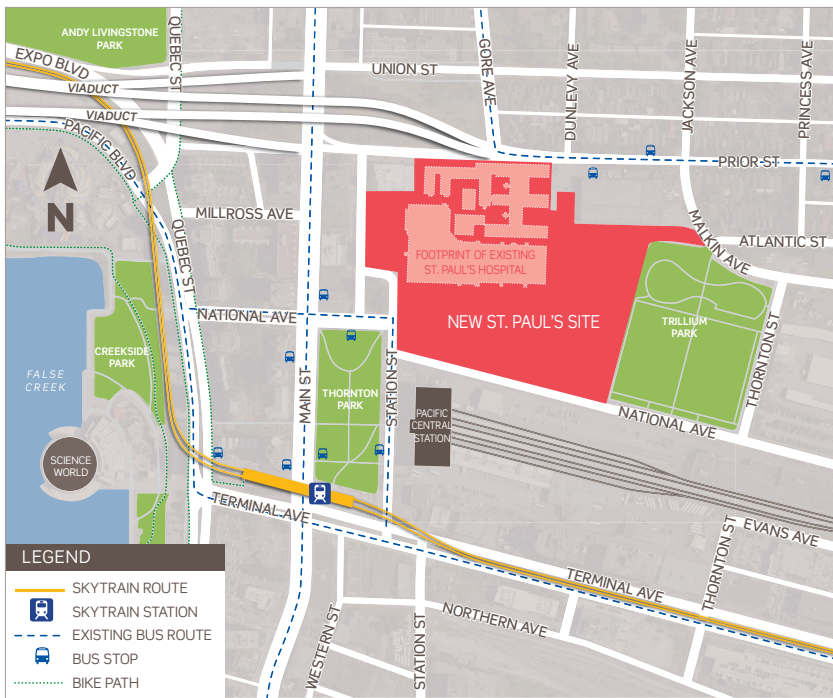 ANDY LIVINGSTONE
PARK
QUEBEC ST
EXPO BLVD
VIADUCT
VIADUCT
PACIFIC BLVD
UNION ST
GORE AVE
DUNLEVY AVE
JACKSON AVE
PRINCESS AVE
PRIOR ST
N
MILLROSS AVE
QUEBEC ST
FOOTPRINT OF EXISTING
ST. PAUL'S HOSPITAL
MALKIN AVE
ATLANTIC ST
NATIONAL AVE
NEW ST. PAUL'S SITE
TRILLIUM
PARK
THORNTON ST
CREEKSIDE
PARK
FALSE
CREEK
MAIN ST
THORNTON
PARK
STATION ST
PACIFIC
CENTRAL
STATION
NATIONAL AVE
SCIENCE
WORLD
TERMINAL AVE
EVANS AVE
THORNTON ST
TERMINAL AVE
WESTERN ST
STATION ST
NORTHERN AVE
LEGEND
SKYTRAIN ROUTE
SKYTRAIN STATION
EXISTING BUS ROUTE
BUS STOP
BIKE PATH